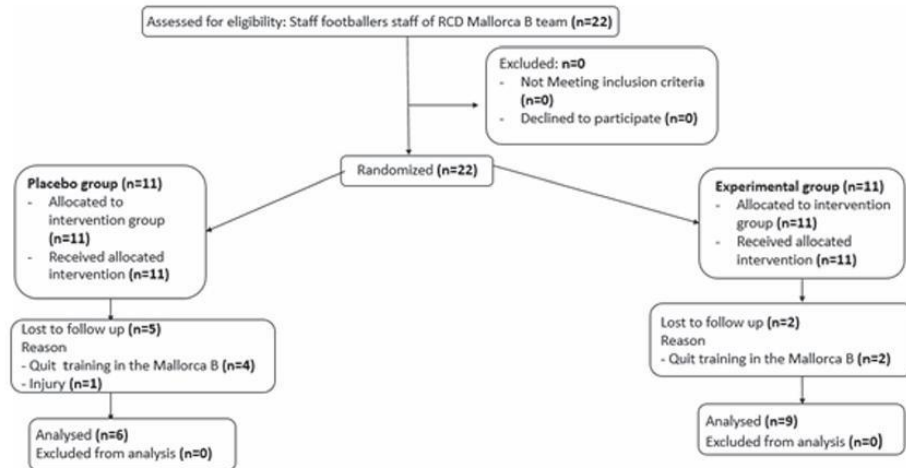 Assessed for eligibility: Staff footballers staff of RCD Mallorca B team (n=22)
Excluded: n=0
- Not Meeting inclusion criteria
(n=0)
- Declined to participate (n=0)
Randomized (n=22)
Placebo group (n=11)
- Allocated to
intervention group
(n=11)
- Received allocated
intervention (n=11)
Experimental group (n=11)
- Allocated to intervention
group (n=11)
- Received allocated
intervention (n=11)
Lost to follow up (n=5)
Reason
- Quit training in the Mallorca B (n=4)
- Injury (n=1)
Lost to follow up (n=2)
Reason
- Quit training in the Mallorca B (n=2)
Analysed (n=6)
Excluded from analysis (n=0)
Analysed (n=9)
Excluded from analysis (n=0)